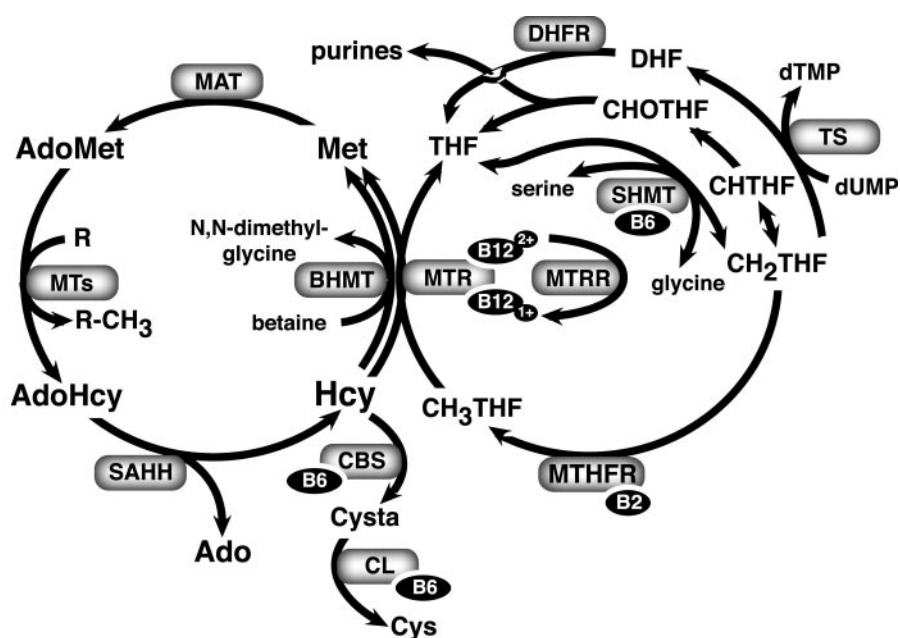 DHFR
purines
DHF
dTMP
MAT
CHOTHF
TS
AdoMet
Met
THF
serine
SHMT
B6
CHTHF
dUMP
R
N,N-dimethyl-
glycine
B12 2+
glycine
CH2THF
MTs
BHMT
MTR
MTRR
R-CH3
betaine
B12 1+
AdoHcy
Hcy
CH3THF
SAHH
CBS
B6
MTHFR
B2
Cysta
Ado
CL
B6
Cys